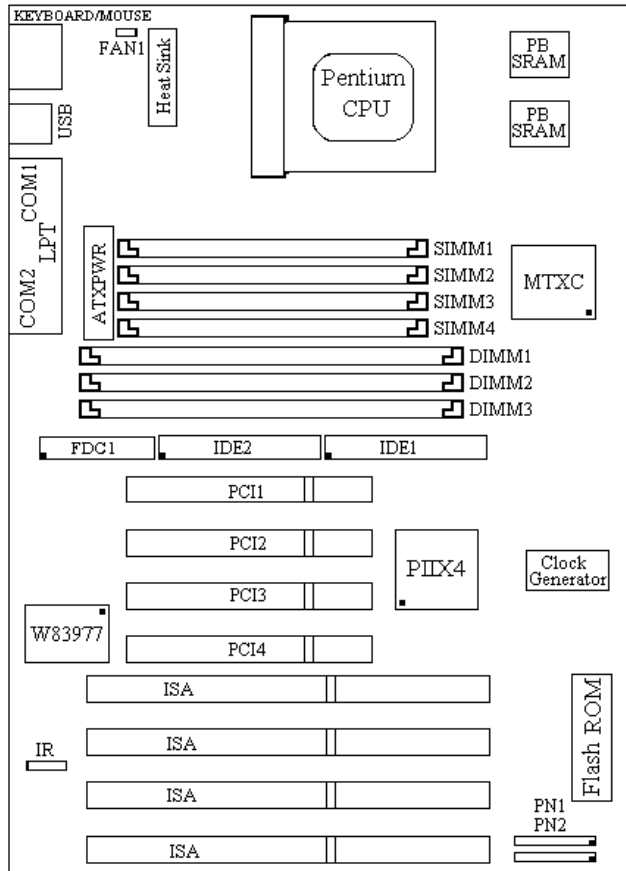 KEYBOARD/MOUSE
FAN1
Heat Sink
Pentium
CPU
PB
SRAM
USB
PB
SRAM
COM1
LPT
COM2
ATXPWR
SIMM1
SIMM2
SIMM3
SIMM4
MTXC
DIMM1
DIMM2
DIMM3
FDC1
IDE2
IDE1
PCI1
PCI2
PIIX4
Clock
Generator
PCI3
W83977
PCI4
ISA
Flash ROM
IR
ISA
ISA
PN1
PN2
ISA